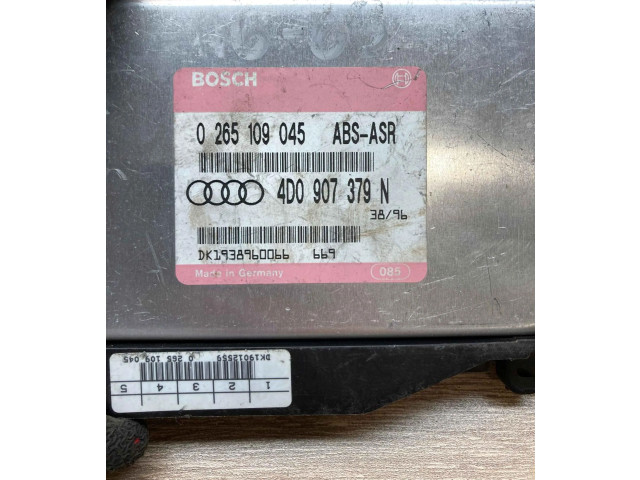 BOSCH
0 265 109 045 ABS-ASR
4D0 907 379 N
38/96
DK1938960066 669
Made in Germany 085
1 2 3 4 5
DK19012559 0 265 109 045